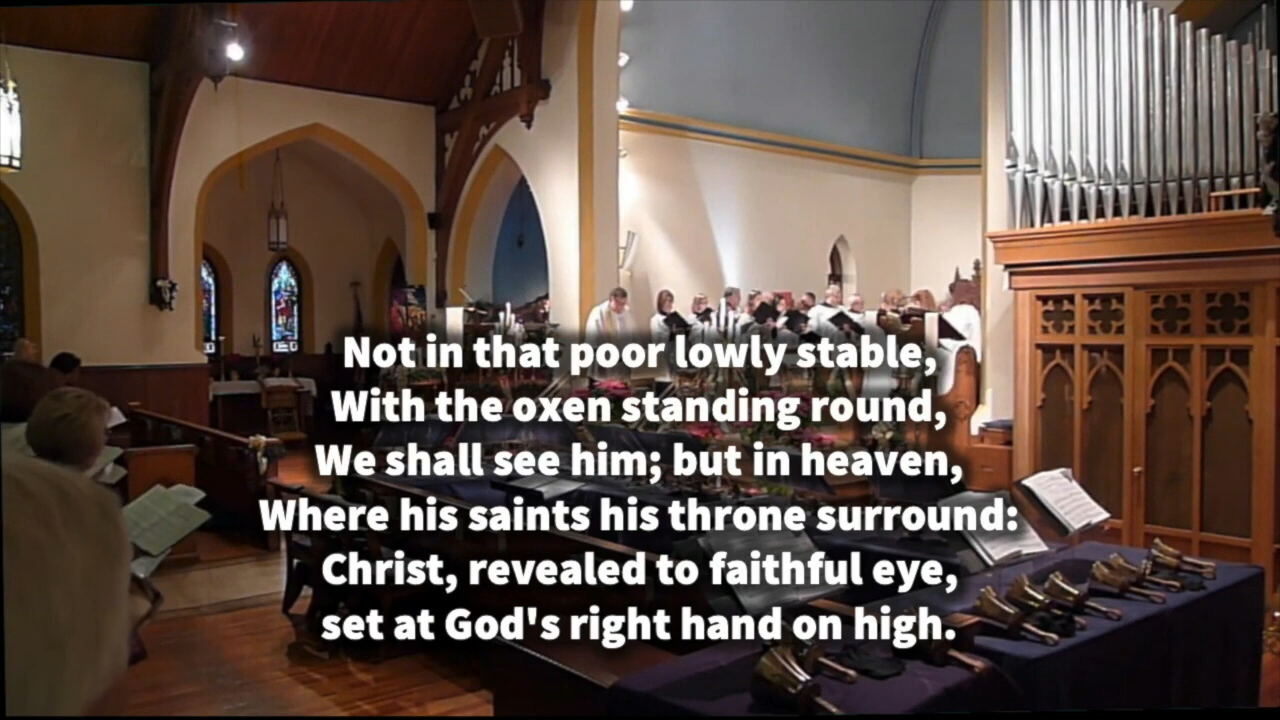 Not in that poor lowly stable,
With the oxen standing round,
We shall see him; but in heaven,
Where his saints his throne surround:
Christ, revealed to faithful eye,
set at God's right hand on high.